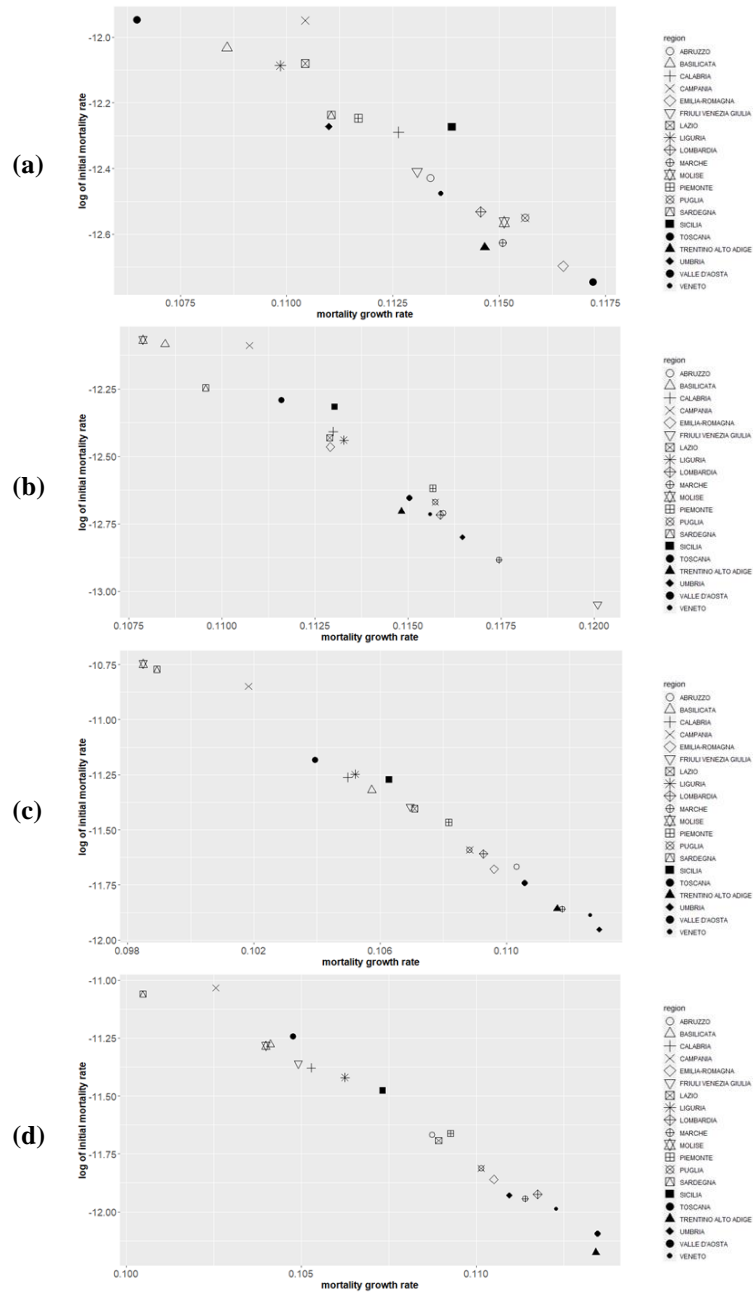 (a)
log of initial mortality rate
-12.0
-12.2
-12.4
-12.6
0.1075
0.1100
0.1125
0.1150
0.1175
mortality growth rate
region
ABRUZZO
BASILICATA
CALABRIA
CAMPANIA
EMILIA-ROMAGNA
FRIULI VENEZIA GIULIA
LAZIO
LIGURIA
LOMBARDIA
MARCHE
MOLISE
PIEMONTE
PUGLIA
SARDEGNA
SICILIA
TOSCANA
TRENTINO ALTO ADIGE
UMBRIA
VALLE D'AOSTA
VENETO
(b)
log of initial mortality rate
-12.25
-12.50
-12.75
-13.00
0.1075
0.1100
0.1125
0.1150
0.1175
0.1200
mortality growth rate
region
ABRUZZO
BASILICATA
CALABRIA
CAMPANIA
EMILIA-ROMAGNA
FRIULI VENEZIA GIULIA
LAZIO
LIGURIA
LOMBARDIA
MARCHE
MOLISE
PIEMONTE
PUGLIA
SARDEGNA
SICILIA
TOSCANA
TRENTINO ALTO ADIGE
UMBRIA
VALLE D'AOSTA
VENETO
(c)
log of initial mortality rate
-10.75
-11.00
-11.25
-11.50
-11.75
-12.00
0.098
0.102
0.106
0.110
mortality growth rate
region
ABRUZZO
BASILICATA
CALABRIA
CAMPANIA
EMILIA-ROMAGNA
FRIULI VENEZIA GIULIA
LAZIO
LIGURIA
LOMBARDIA
MARCHE
MOLISE
PIEMONTE
PUGLIA
SARDEGNA
SICILIA
TOSCANA
TRENTINO ALTO ADIGE
UMBRIA
VALLE D'AOSTA
VENETO
(d)
log of initial mortality rate
-11.00
-11.25
-11.50
-11.75
-12.00
0.100
0.105
0.110
mortality growth rate
region
ABRUZZO
BASILICATA
CALABRIA
CAMPANIA
EMILIA-ROMAGNA
FRIULI VENEZIA GIULIA
LAZIO
LIGURIA
LOMBARDIA
MARCHE
MOLISE
PIEMONTE
PUGLIA
SARDEGNA
SICILIA
TOSCANA
TRENTINO ALTO ADIGE
UMBRIA
VALLE D'AOSTA
VENETO